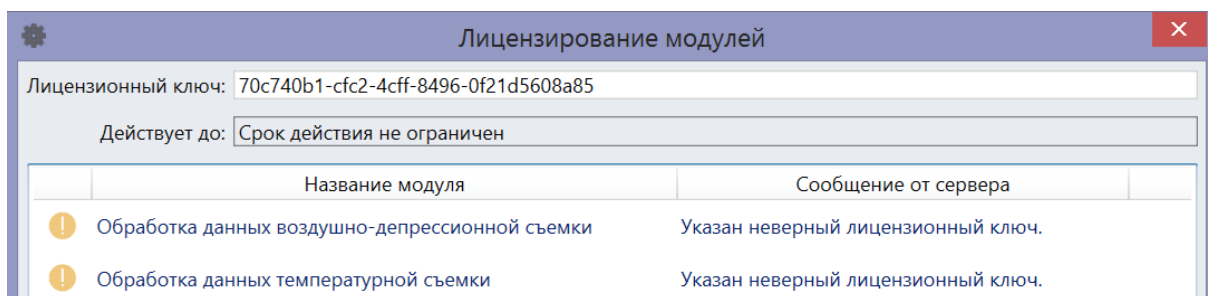 Лицензирование модулей
Лицензионный ключ: 70c740b1-cfc2-4cff-8496-0f21d5608a85
Действует до: Срок действия не ограничен
Название модуля Сообщение от сервера
Обработка данных воздушно-депрессионной съемки Указан неверный лицензионный ключ.
Обработка данных температурной съемки Указан неверный лицензионный ключ.